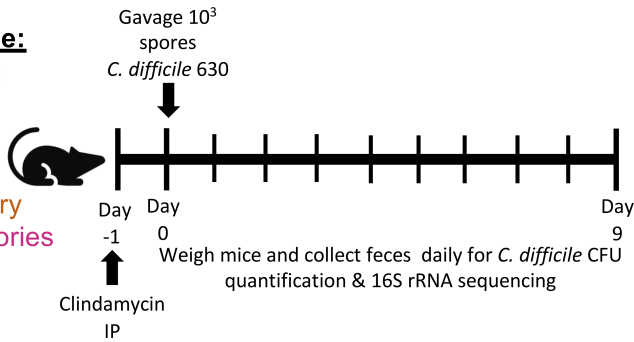 e:
Gavage 10³
spores
C. difficile 630
ry
ories
Day
-1
Day
0
Day
9
Weigh mice and collect feces daily for C. difficile CFU
quantification & 16S rRNA sequencing
Clindamycin
IP